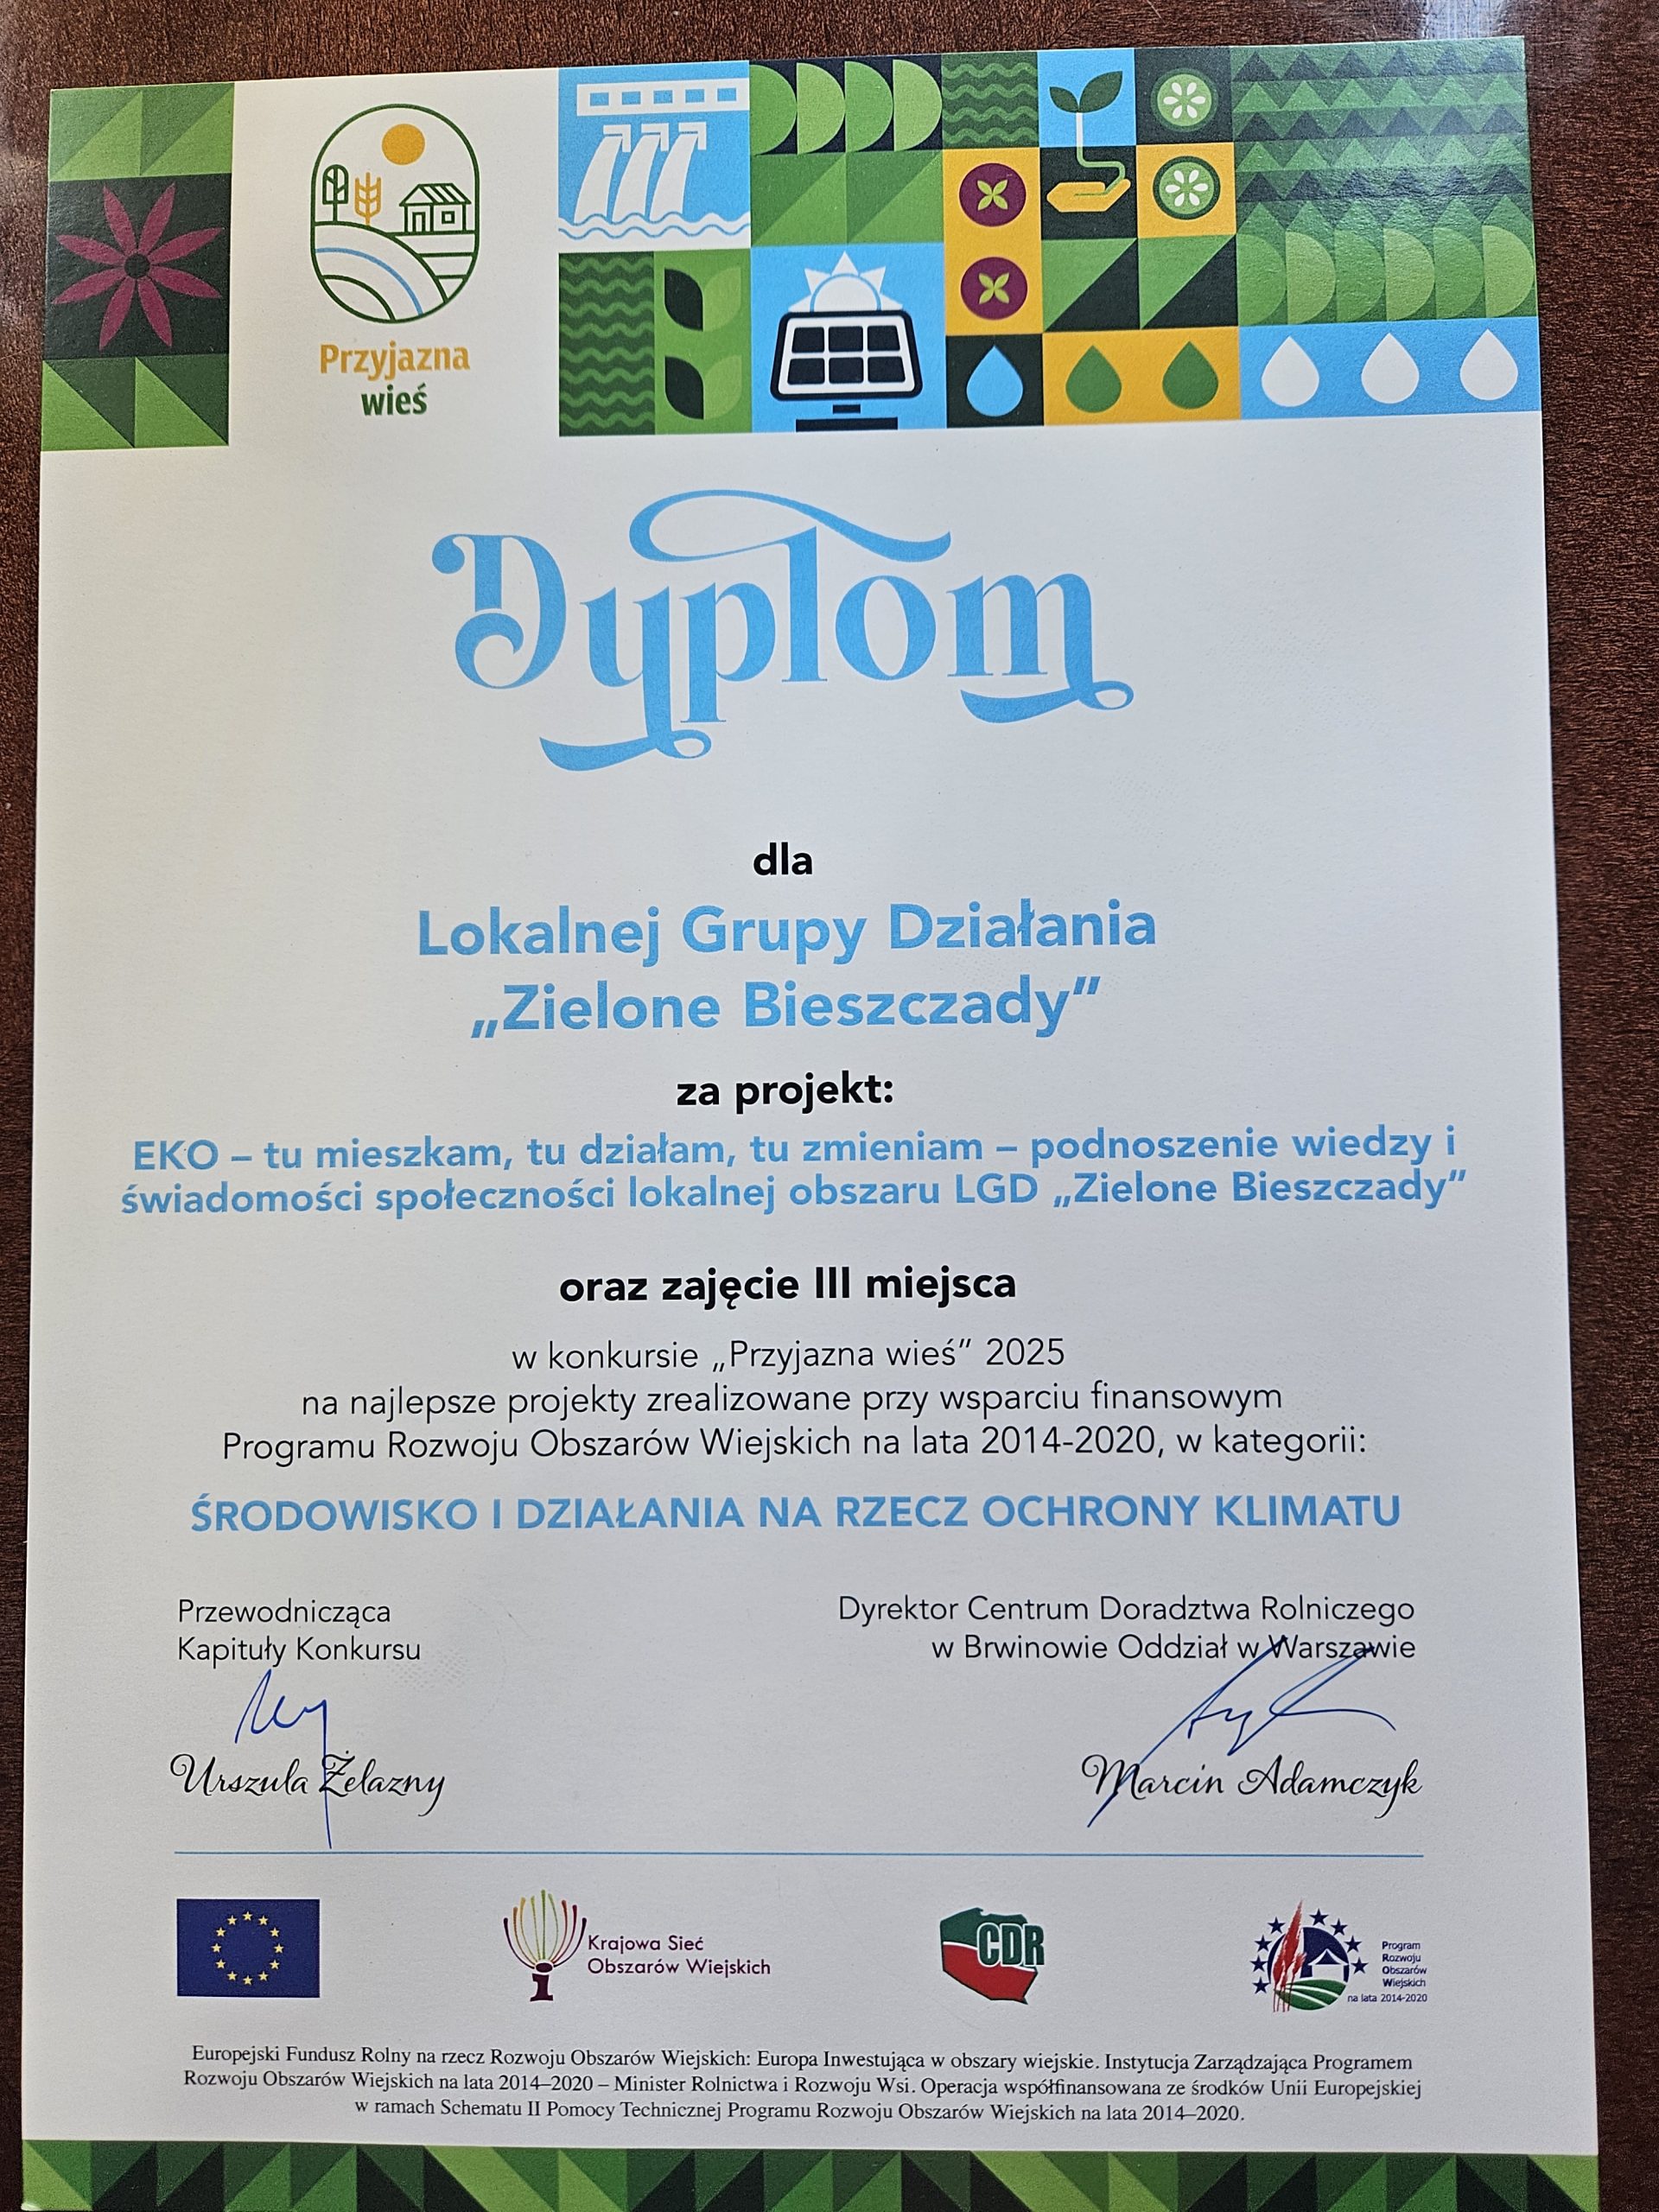 Przyjazna
wieś
Dyplom
dla
Lokalnej Grupy Działania
„Zielone Bieszczady”
za projekt:
EKO – tu mieszkam, tu działam, tu zmieniam – podnoszenie wiedzy i
świadomości społeczności lokalnej obszaru LGD „Zielone Bieszczady”
oraz zajęcie III miejsca
w konkursie „Przyjazna wieś” 2025
na najlepsze projekty zrealizowane przy wsparciu finansowym
Programu Rozwoju Obszarów Wiejskich na lata 2014-2020, w kategorii:
ŚRODOWISKO I DZIAŁANIA NA RZECZ OCHRONY KLIMATU
Przewodnicząca
Kapituły Konkursu
Urszula Żelazny
Dyrektor Centrum Doradztwa Rolniczego
w Brwinowie Oddział w Warszawie
Marcin Adamczyk
Krajowa Sieć
Obszarów Wiejskich
CDR
Program
Rozwoju
Obszarów
Wiejskich
na lata 2014-2020
Europejski Fundusz Rolny na rzecz Rozwoju Obszarów Wiejskich: Europa Inwestująca w obszary wiejskie. Instytucja Zarządzająca Programem
Rozwoju Obszarów Wiejskich na lata 2014–2020 – Minister Rolnictwa i Rozwoju Wsi. Operacja współfinansowana ze środków Unii Europejskiej
w ramach Schematu II Pomocy Technicznej Programu Rozwoju Obszarów Wiejskich na lata 2014–2020.